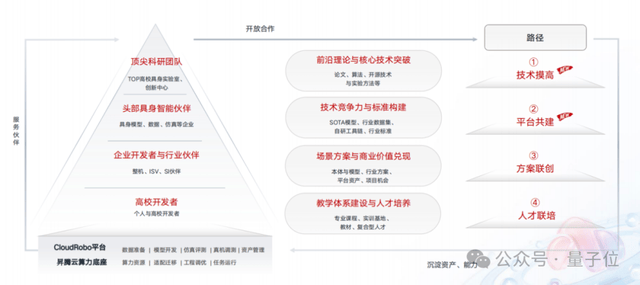 开放合作
服务伙伴
顶尖科研团队
TOP高校具身实验室、
创新中心
头部具身智能伙伴
具身模型、数据、仿真等企业
企业开发者与行业伙伴
整机、ISV、SI伙伴
高校开发者
个人与高校开发者
CloudRobo平台
数据准备 | 模型开发 | 仿真评测 | 真机调测 | 资产管理
昇腾云算力底座
算力资源 | 适配迁移 | 工程调优 | 任务运行
前沿理论与核心技术突破
论文、算法、开源技术
与实验方法等
技术竞争力与标准构建
SOTA模型、行业数据集、
自研工具链、行业标准
场景方案与商业价值兑现
本体与模型、行业方案、
平台资产、项目机会
教学体系建设与人才培养
专业课程、实训基地、
教材、复合型人才
路径
①
技术摸高 NEW
②
平台共建 NEW
③
方案联创
④
人才联培
沉淀资产、能力
公众号·量子位